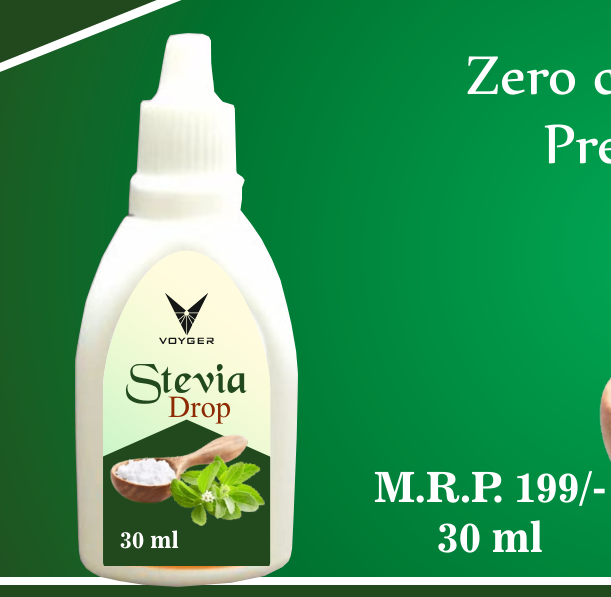 Zero c
Pre
VOYGER
Stevia
Drop
30 ml
M.R.P. 199/-
30 ml